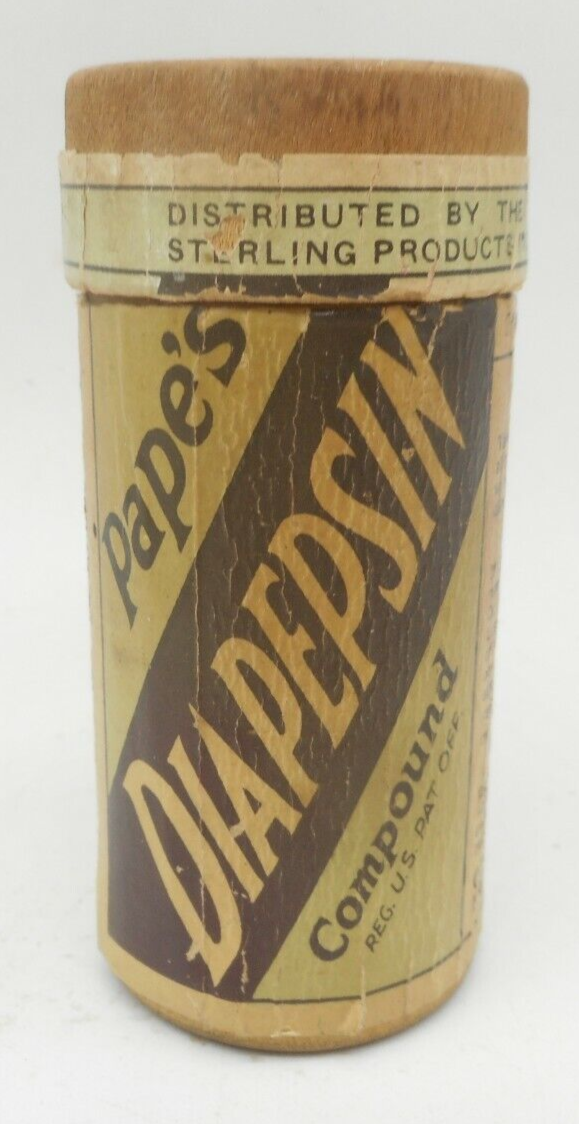 DISTRIBUTED BY THE
STERLING PRODUCTS
Pape's
DIAPEPSIN
Compound
REG. U.S. PAT OFF.